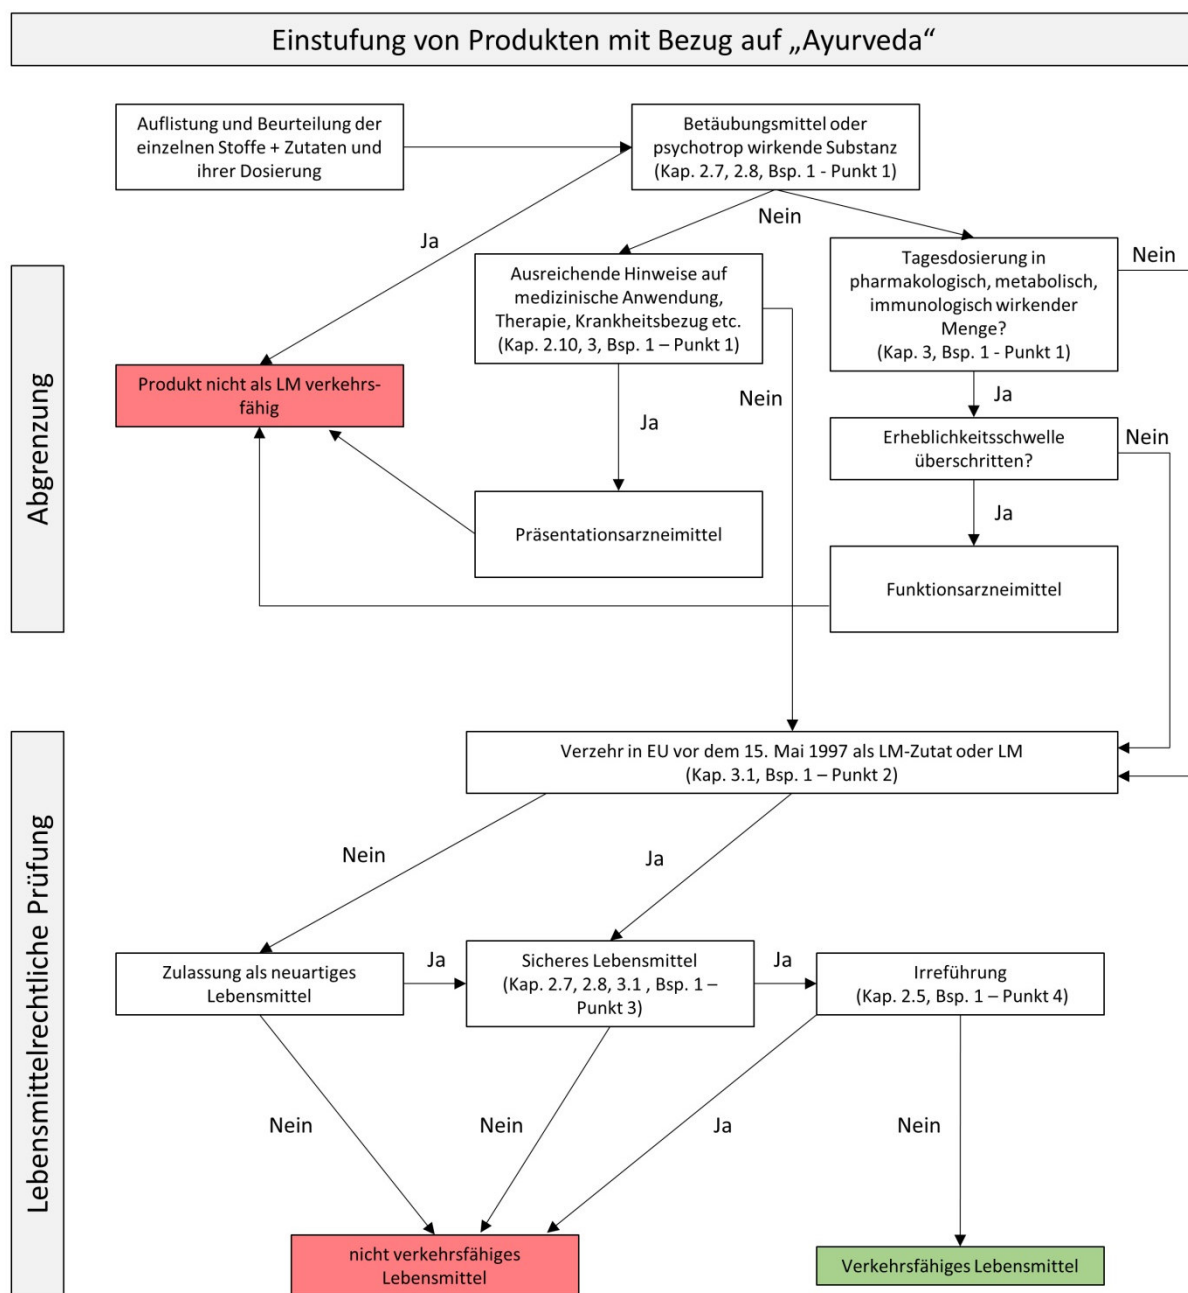 Einstufung von Produkten mit Bezug auf „Ayurveda“
Auflistung und Beurteilung der
einzelnen Stoffe + Zutaten und
ihrer Dosierung
Betäubungsmittel oder
psychotrop wirkende Substanz
(Kap. 2.7, 2.8, Bsp. 1 - Punkt 1)
Ja
Nein
Abgrenzung
Ausreichende Hinweise auf
medizinische Anwendung,
Therapie, Krankheitsbezug etc.
(Kap. 2.10, 3, Bsp. 1 – Punkt 1)
Tagesdosierung in
pharmakologisch, metabolisch,
immunologisch wirkender
Menge?
(Kap. 3, Bsp. 1 - Punkt 1)
Nein
Produkt nicht als LM verkehrs-
fähig
Ja
Nein
Ja
Erheblichkeitsschwelle
überschritten?
Nein
Präsentationsarzneimittel
Ja
Funktionsarzneimittel
Lebensmittelrechtliche Prüfung
Verzehr in EU vor dem 15. Mai 1997 als LM-Zutat oder LM
(Kap. 3.1, Bsp. 1 – Punkt 2)
Nein
Ja
Zulassung als neuartiges
Lebensmittel
Ja
Sicheres Lebensmittel
(Kap. 2.7, 2.8, 3.1 , Bsp. 1 –
Punkt 3)
Ja
Irreführung
(Kap. 2.5, Bsp. 1 – Punkt 4)
Nein
Nein
Ja
Nein
nicht verkehrsfähiges
Lebensmittel
Verkehrsfähiges Lebensmittel